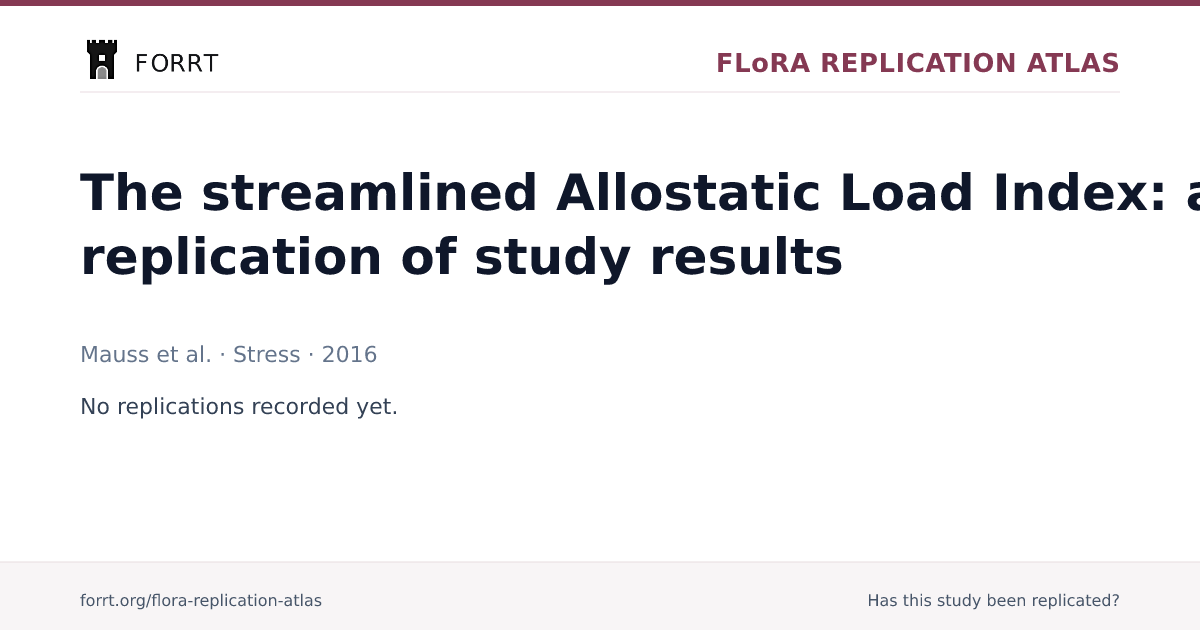 FORRT
FLoRA REPLICATION ATLAS
The streamlined Allostatic Load Index: a
replication of study results
Mauss et al. · Stress · 2016
No replications recorded yet.
forrt.org/flora-replication-atlas
Has this study been replicated?